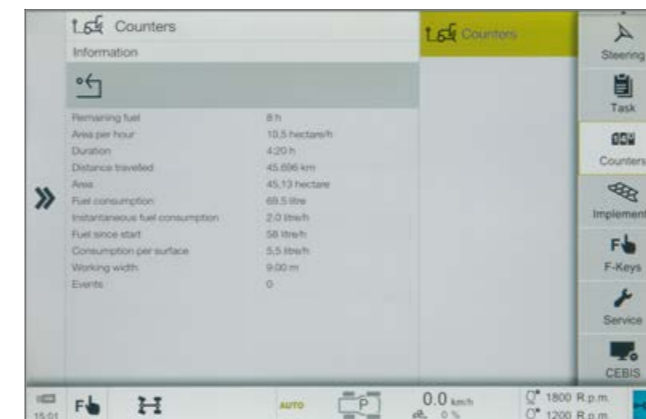 Counters
Information
Remaining fuel 8 h
Area per hour 10,5 hectare/h
Duration 4:20 h
Distance travelled 45.696 km
Area 45,13 hectare
Fuel consumption 69.5 litre
Instantaneous fuel consumption 2.0 litre/h
Fuel since start 58 litre/h
Consumption per surface 5.5 litre/h
Working width 9.00 m
Events 0
Counters
Steering
Task
Counters
Implement
F-Keys
Service
CEBIS
15:01
F
AUTO
P
0.0 km/h
0 %
1800 R.p.m.
1200 R.p.m.